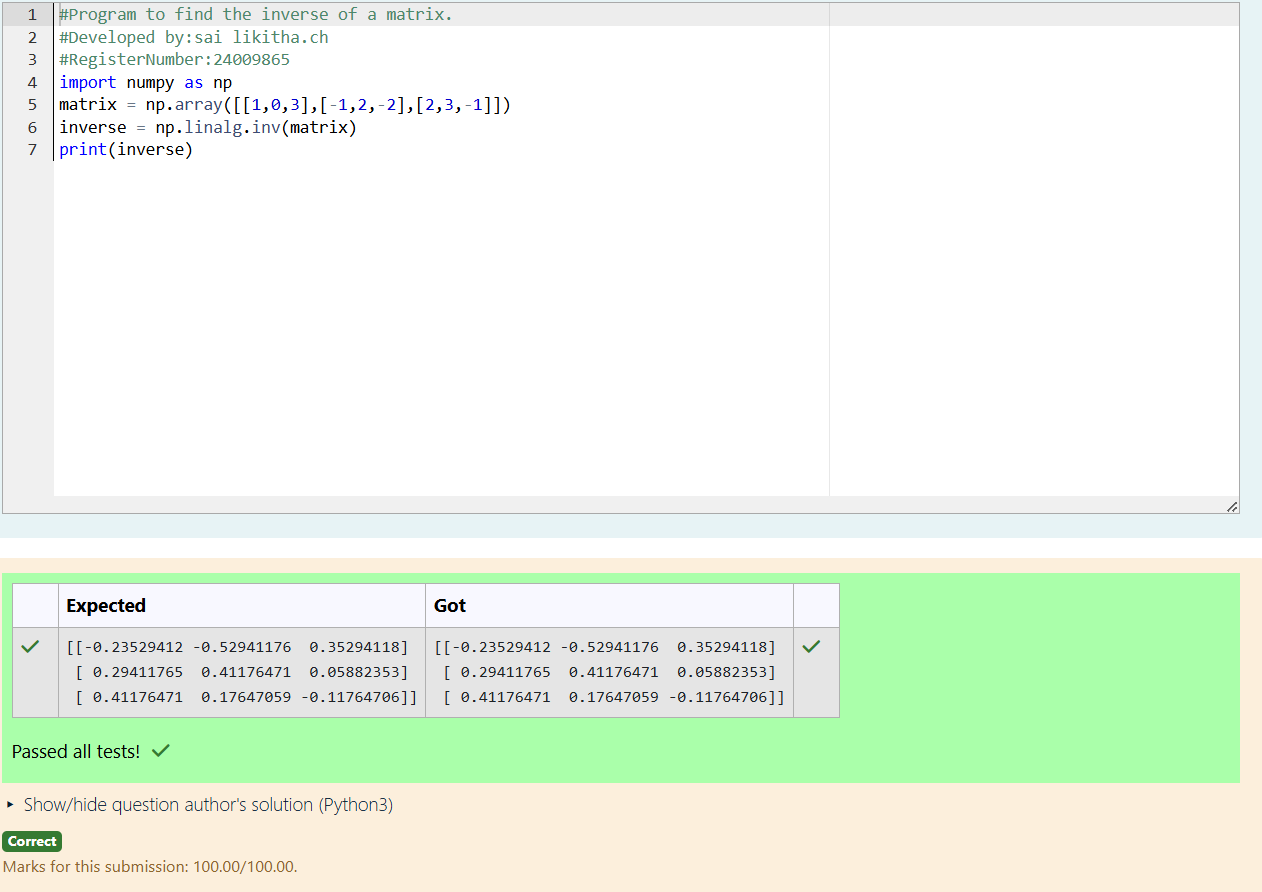 1 #Program to find the inverse of a matrix.
2 #Developed by:sai likitha.ch
3 #RegisterNumber:24009865
4 import numpy as np
5 matrix = np.array([[1,0,3],[-1,2,-2],[2,3,-1]])
6 inverse = np.linalg.inv(matrix)
7 print(inverse)
Expected Got
[[-0.23529412 -0.52941176  0.35294118] [[-0.23529412 -0.52941176  0.35294118]
[ 0.29411765  0.41176471  0.05882353] [ 0.29411765  0.41176471  0.05882353]
[ 0.41176471  0.17647059 -0.11764706]] [ 0.41176471  0.17647059 -0.11764706]]
Passed all tests!
Show/hide question author's solution (Python3)
Correct
Marks for this submission: 100.00/100.00.